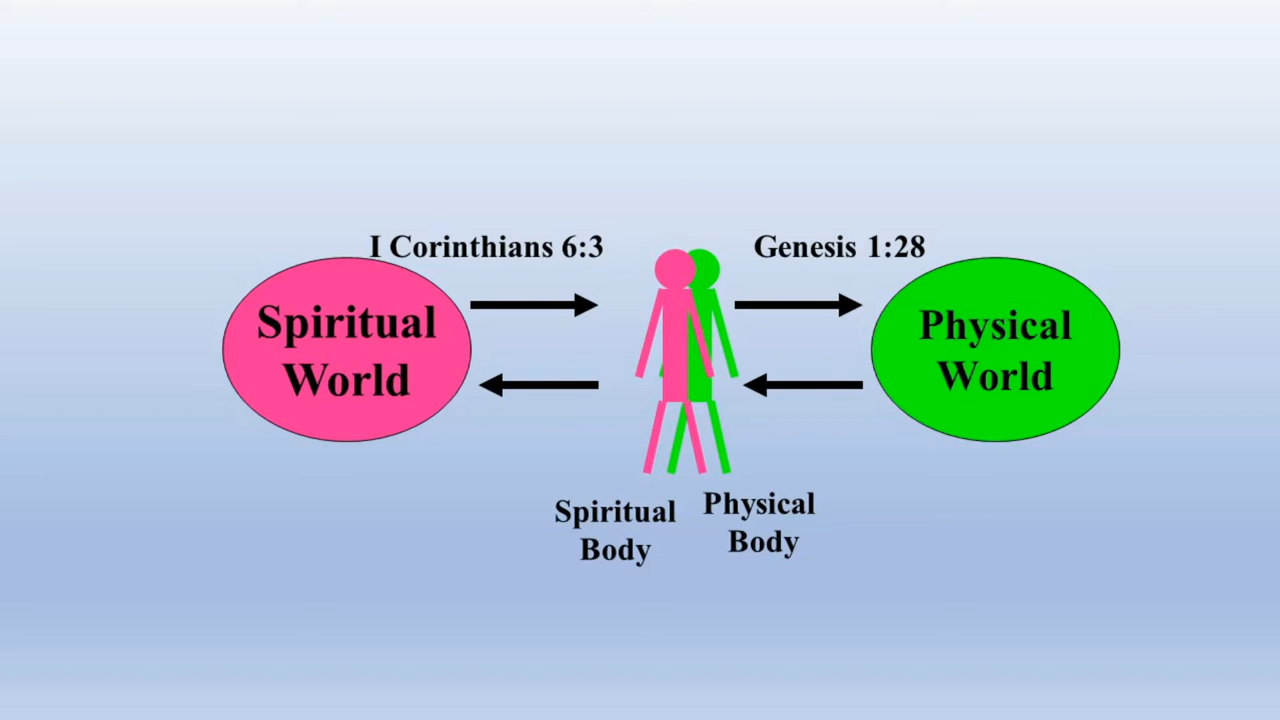 I Corinthians 6:3
Genesis 1:28
Spiritual
World
Physical
World
Spiritual
Body
Physical
Body